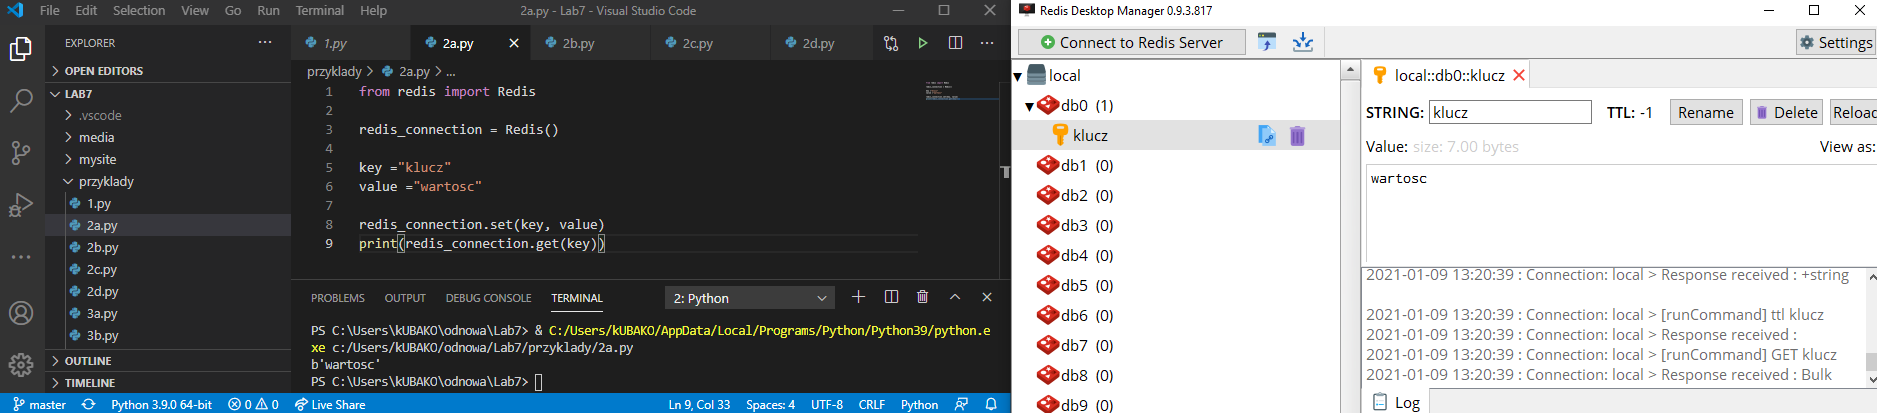 File Edit Selection View Go Run Terminal Help 2a.py - Lab7 - Visual Studio Code
EXPLORER
OPEN EDITORS
LAB7
.vscode
media
mysite
przyklady
1.py
2a.py
2b.py
2c.py
2d.py
3a.py
3b.py
OUTLINE
TIMELINE
1.py 2a.py 2b.py 2c.py 2d.py
przyklady > 2a.py > ...
1 from redis import Redis
2
3 redis_connection = Redis()
4
5 key ="klucz"
6 value ="wartosc"
7
8 redis_connection.set(key, value)
9 print(redis_connection.get(key))
PROBLEMS OUTPUT DEBUG CONSOLE TERMINAL 2: Python
PS C:\Users\kUBAKO\odnowa\Lab7> & C:/Users/kUBAKO/AppData/Local/Programs/Python/Python39/python.e
xe c:/Users/kUBAKO/odnowa/Lab7/przyklady/2a.py
b'wartosc'
PS C:\Users\kUBAKO\odnowa\Lab7>
master Python 3.9.0 64-bit 0 0 Live Share Ln 9, Col 33 Spaces: 4 UTF-8 CRLF Python
Redis Desktop Manager 0.9.3.817
Connect to Redis Server Settings
local
db0 (1)
klucz
db1 (0)
db2 (0)
db3 (0)
db4 (0)
db5 (0)
db6 (0)
db7 (0)
db8 (0)
db9 (0)
local::db0::klucz
STRING: klucz TTL: -1 Rename Delete Reload
Value: size: 7.00 bytes View as:
wartosc
2021-01-09 13:20:39 : Connection: local > Response received : +string
2021-01-09 13:20:39 : Connection: local > [runCommand] ttl klucz
2021-01-09 13:20:39 : Connection: local > Response received :
2021-01-09 13:20:39 : Connection: local > [runCommand] GET klucz
2021-01-09 13:20:39 : Connection: local > Response received : Bulk
Log